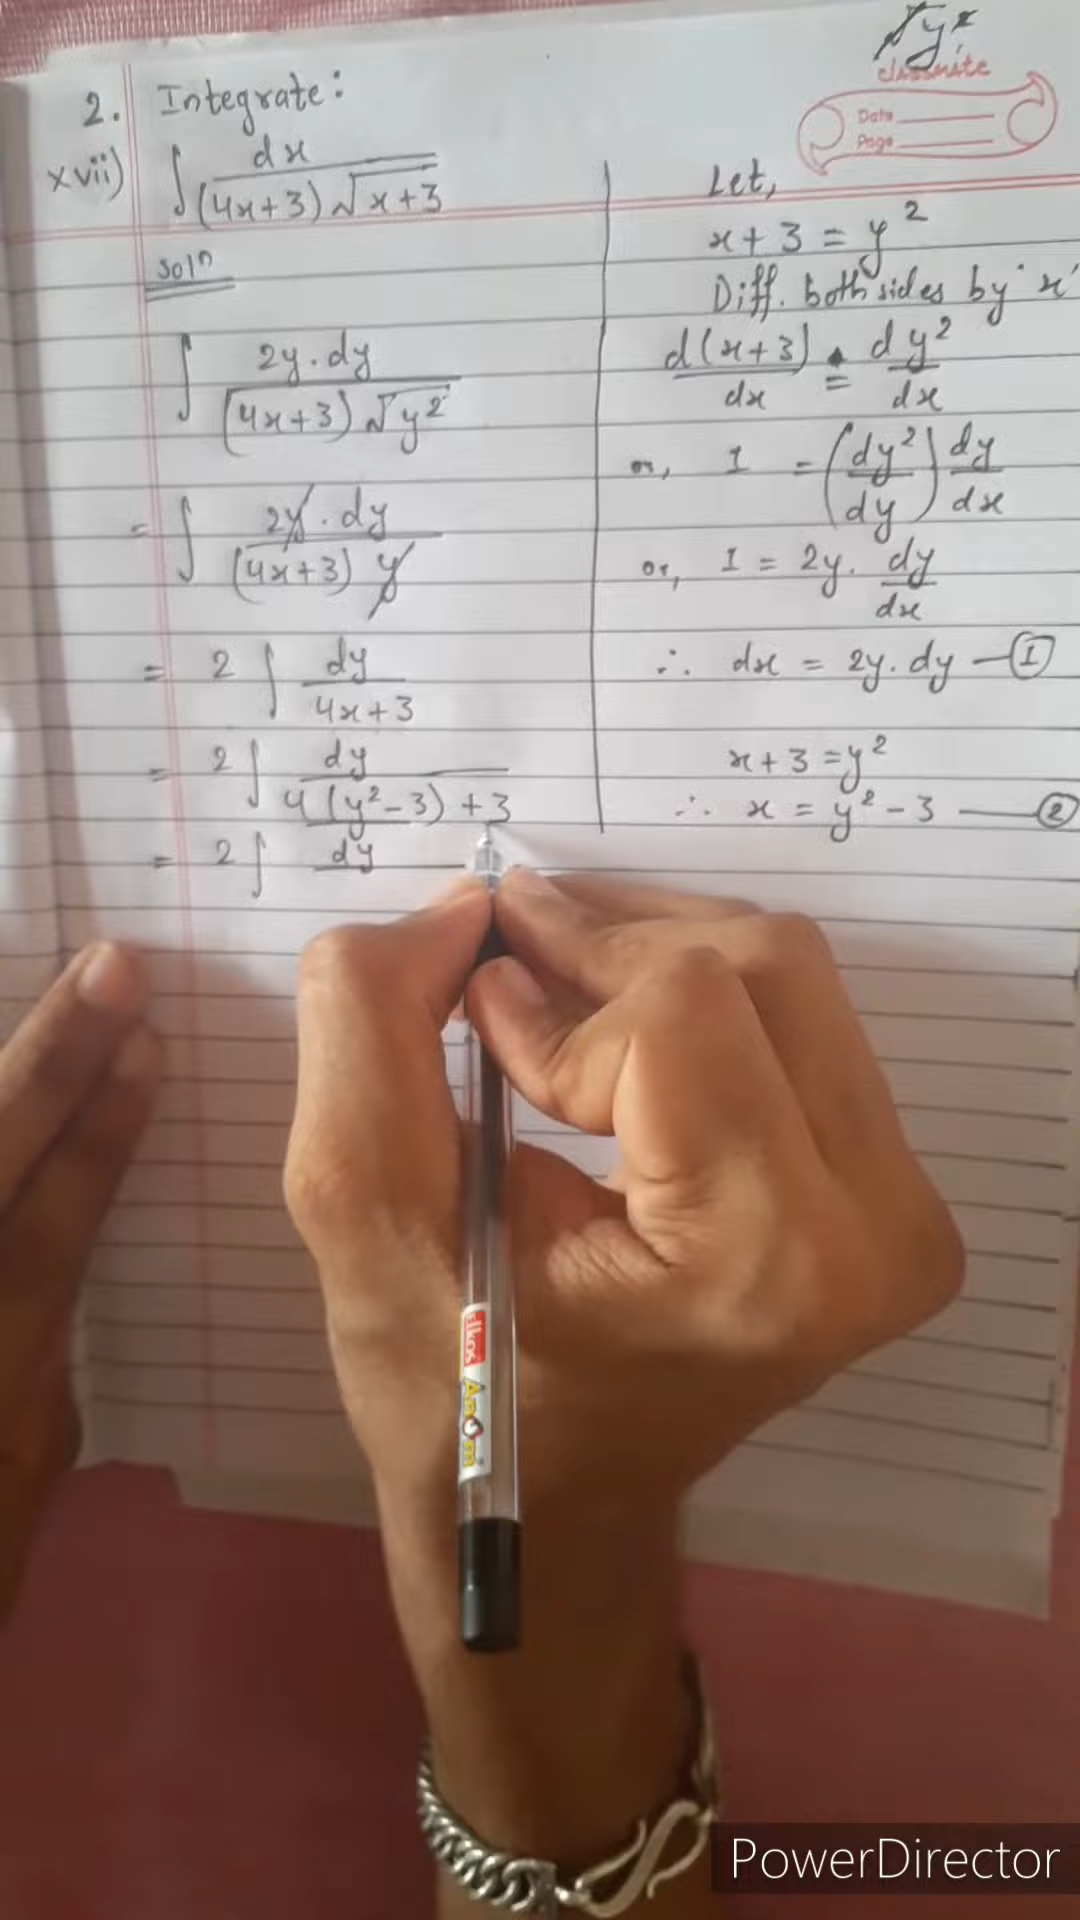 √y²
classmate
Date
Page
2. Integrate:
xvii) ∫ dx / (4x+3)√x+3
Soln
∫ 2y.dy / (4x+3)√y²
= ∫ 2y.dy / (4x+3) y
= 2 ∫ dy / 4x+3
= 2 ∫ dy / 4(y²-3)+3
= 2 ∫ dy
Let,
x+3 = y²
Diff. both sides by 'x'
d(x+3)/dx = dy²/dx
or, 1 = (dy²/dy) dy/dx
or, 1 = 2y. dy/dx
∴ dx = 2y.dy —①
x+3 = y²
∴ x = y²-3 —②
elkos
PowerDirector